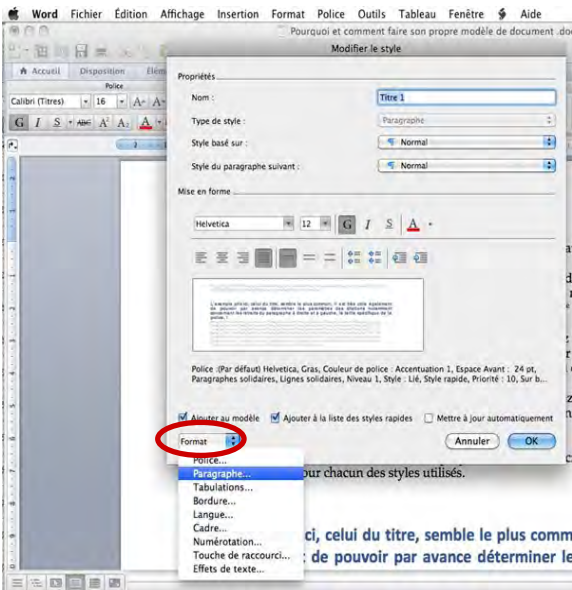 Word Fichier Édition Affichage Insertion Format Police Outils Tableau Fenêtre Aide
Pourquoi et comment faire son propre modèle de document .do
Modifier le style
Accueil Disposition Élém
Police
Calibri (Titres) 16 A A
G I S ABC A² A₂ A
Propriétés
Nom : Titre 1
Type de style : Paragraphe
Style basé sur : Normal
Style du paragraphe suivant : Normal
Mise en forme
Helvetica 12 G I S A
Police :(Par défaut) Helvetica, Gras, Couleur de police : Accentuation 1, Espace Avant : 24 pt,
Paragraphes solidaires, Lignes solidaires, Niveau 1, Style : Lié, Style rapide, Priorité : 10, Sur b...
Ajouter au modèle Ajouter à la liste des styles rapides Mettre à jour automatiquement
Format Annuler OK
Police...
Paragraphe...
our chacun des styles utilisés.
Tabulations...
Bordure...
Langue...
Cadre...
Numérotation...
Touche de raccourci...
Effets de texte...
ci, celui du titre, semble le plus comm
de pouvoir par avance déterminer le